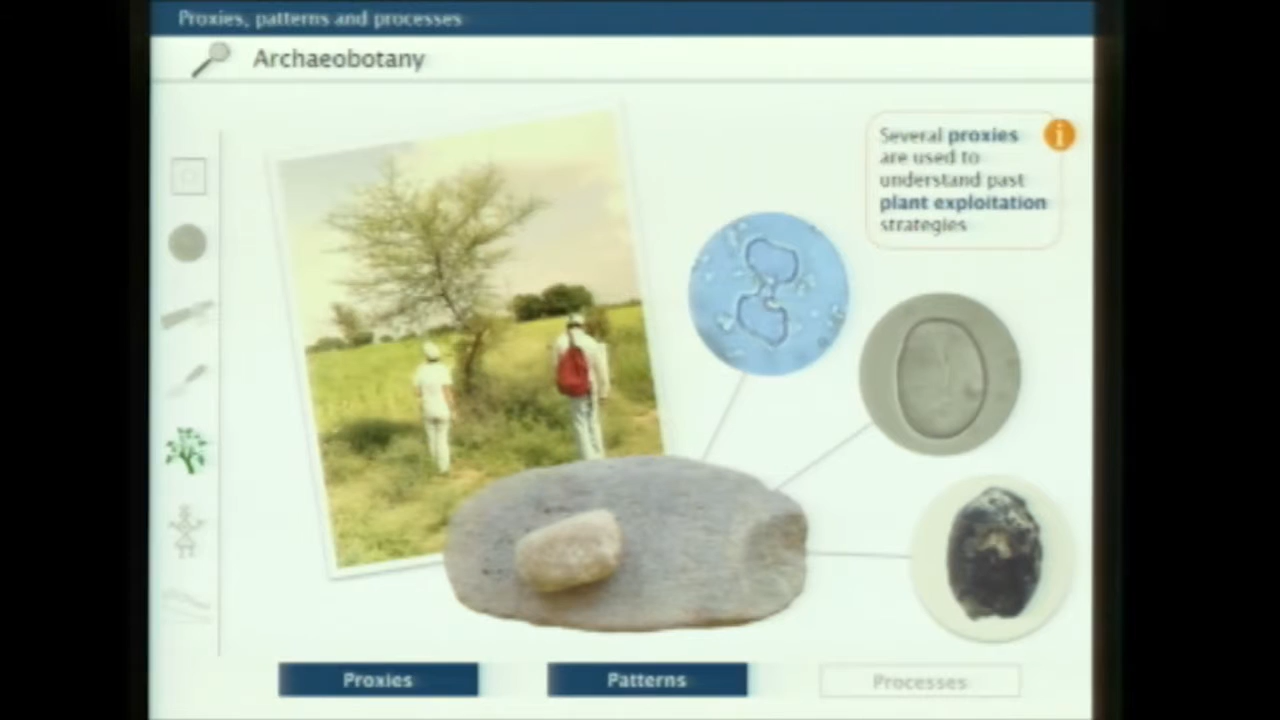 Proxies, patterns and processes
Archaeobotany
i
Several proxies
are used to
understand past
plant exploitation
strategies
Proxies
Patterns
Processes